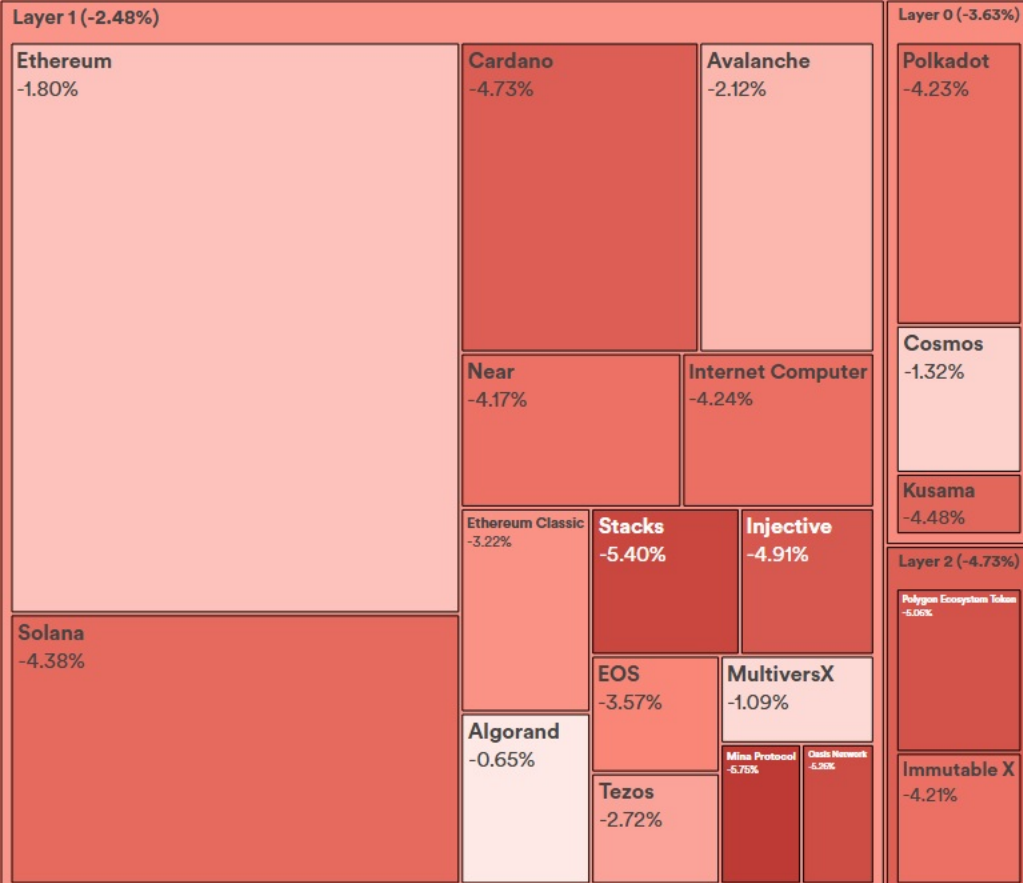 Layer 1 (-2.48%)
Ethereum
-1.80%
Solana
-4.38%
Cardano
-4.73%
Avalanche
-2.12%
Near
-4.17%
Internet Computer
-4.24%
Ethereum Classic
-3.22%
Algorand
-0.65%
Stacks
-5.40%
Injective
-4.91%
EOS
-3.57%
Tezos
-2.72%
MultiversX
-1.09%
Mina Protocol
-5.75%
Oasis Network
-5.26%
Layer 0 (-3.63%)
Polkadot
-4.23%
Cosmos
-1.32%
Kusama
-4.48%
Layer 2 (-4.73%)
Polygon Ecosystem Token
-5.06%
Immutable X
-4.21%